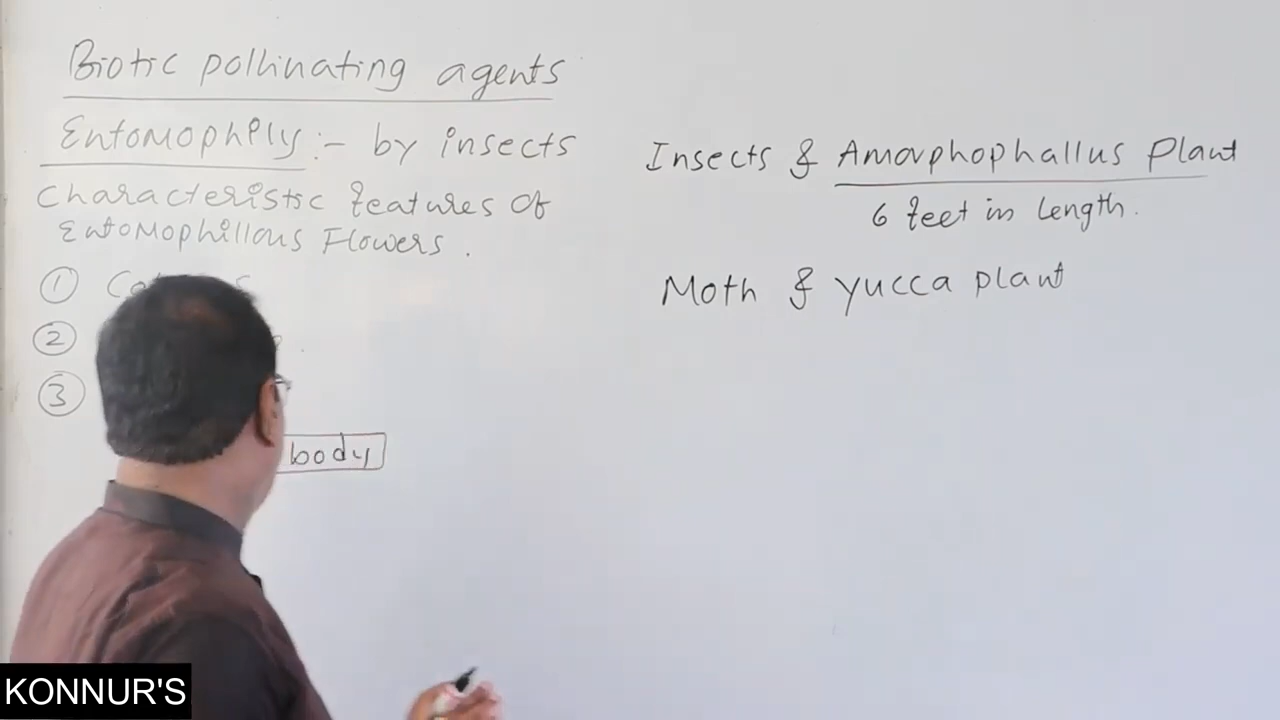 Biotic pollinating agents
Entomophily :- by insects
Characteristic features of
Entomophillous Flowers.
①
②
③
body
Insects & Amorphophallus Plant
6 feet in length.
Moth & yucca plant
KONNUR'S